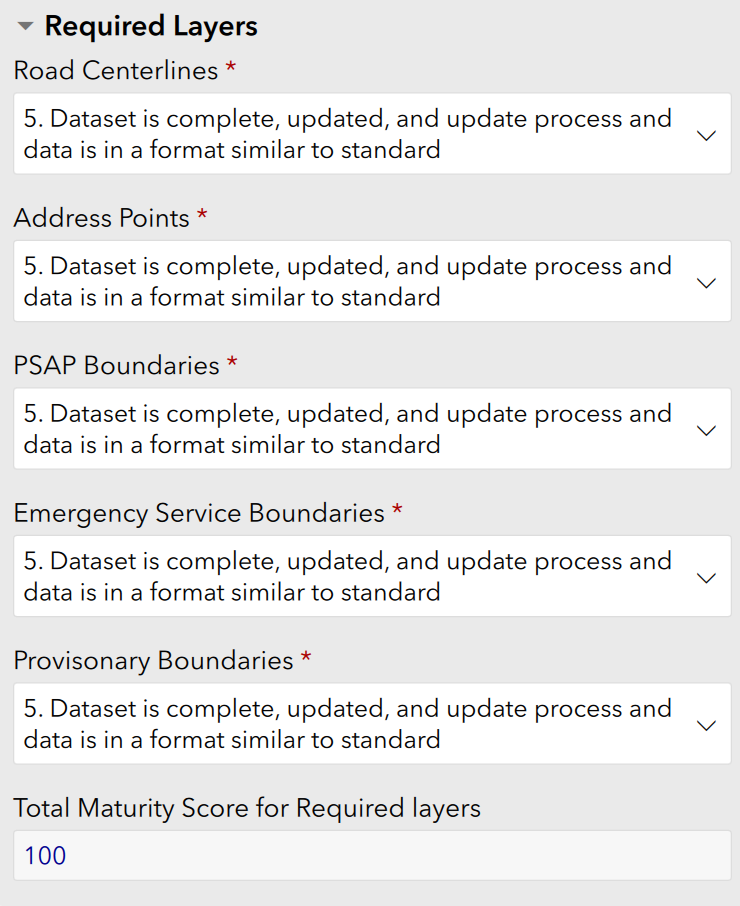 Required Layers
Road Centerlines *
5. Dataset is complete, updated, and update process and
data is in a format similar to standard
Address Points *
5. Dataset is complete, updated, and update process and
data is in a format similar to standard
PSAP Boundaries *
5. Dataset is complete, updated, and update process and
data is in a format similar to standard
Emergency Service Boundaries *
5. Dataset is complete, updated, and update process and
data is in a format similar to standard
Provisonary Boundaries *
5. Dataset is complete, updated, and update process and
data is in a format similar to standard
Total Maturity Score for Required layers
100